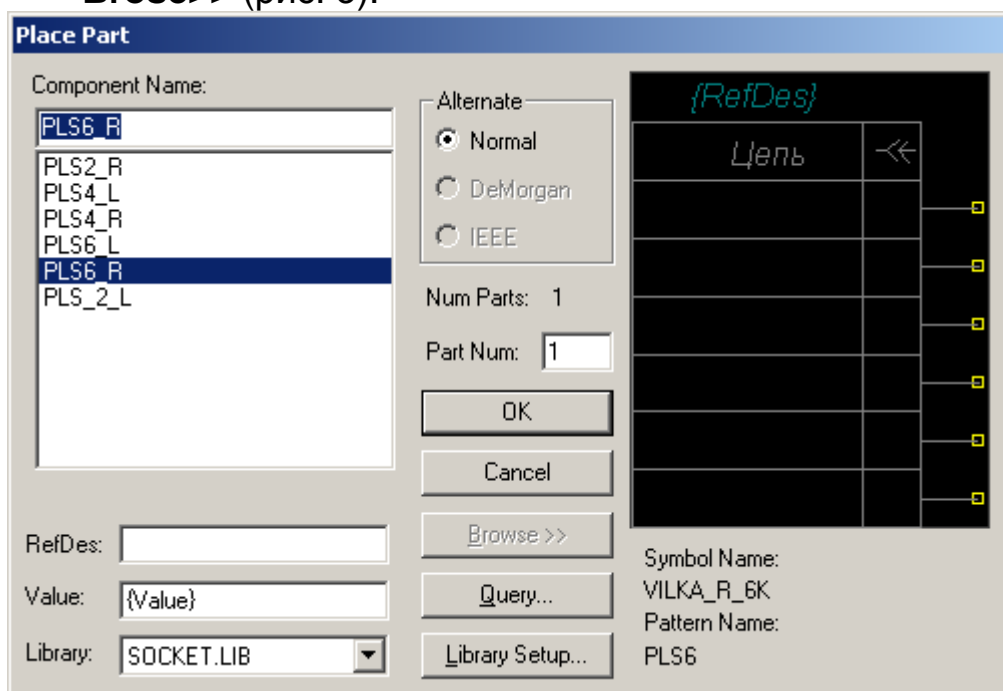 Place Part
Component Name:
PLS6_R
PLS2_R
PLS4_L
PLS4_R
PLS6_L
PLS6_R
PLS_2_L
Alternate
Normal
DeMorgan
IEEE
Num Parts: 1
Part Num: 1
OK
Cancel
Browse >>
Query...
Library Setup...
RefDes:
Value: {Value}
Library: SOCKET.LIB
{RefDes}
Цепь
Symbol Name:
VILKA_R_6K
Pattern Name:
PLS6